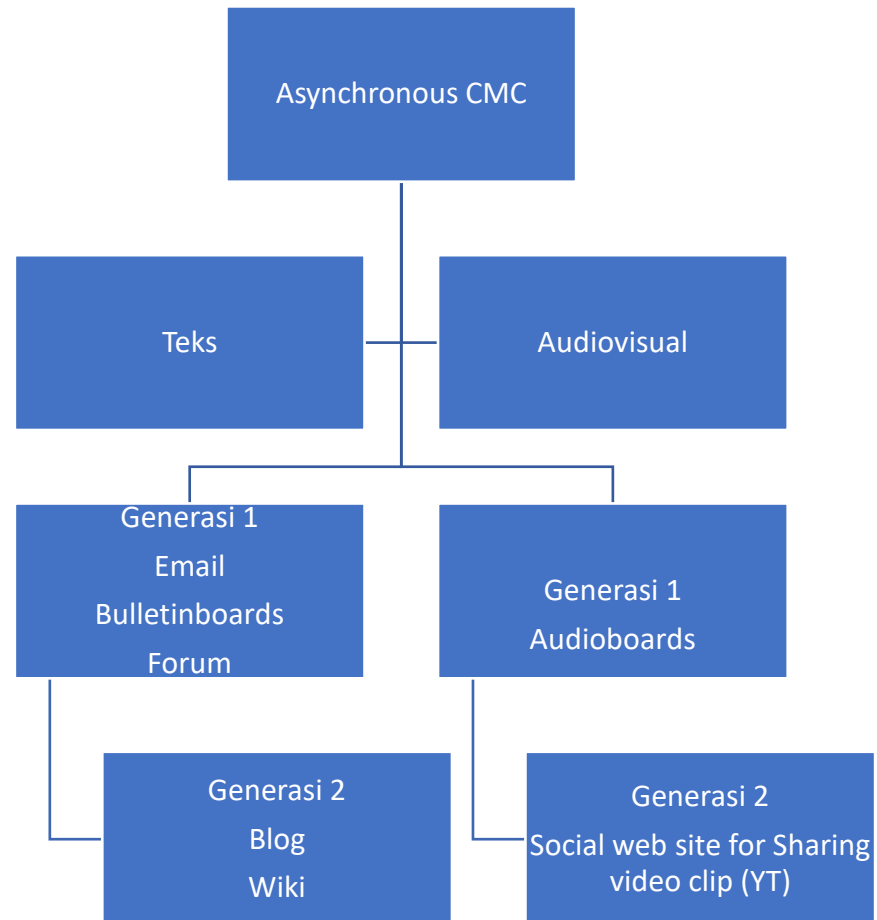 Asynchronous CMC
Teks
Audiovisual
Generasi 1
Email
Bulletinboards
Forum
Generasi 1
Audioboards
Generasi 2
Blog
Wiki
Generasi 2
Social web site for Sharing
video clip (YT)